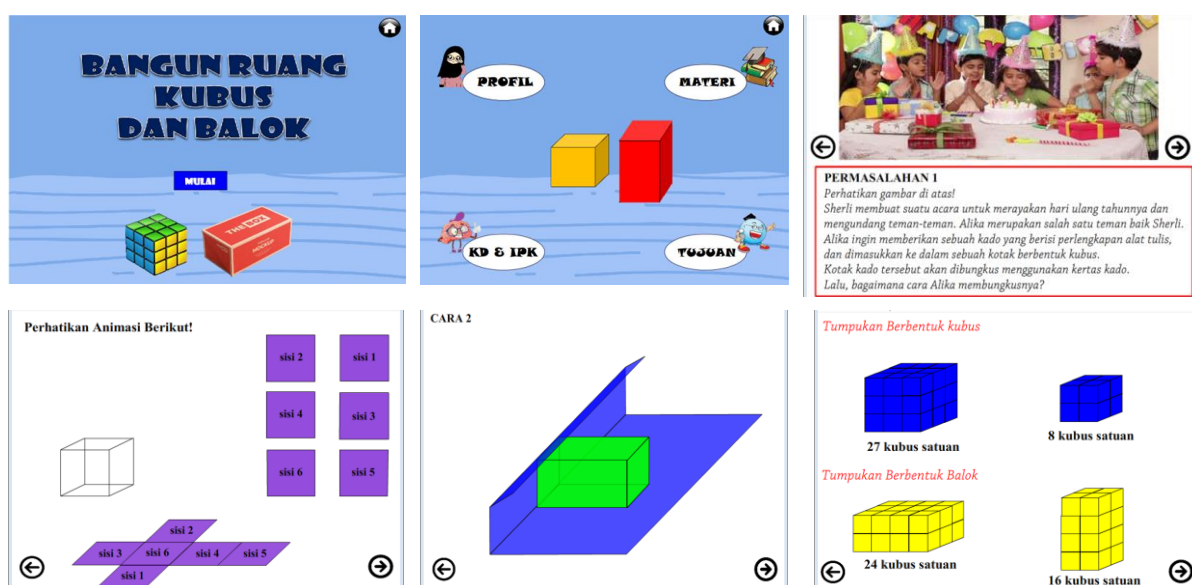 BANGUN RUANG
KUBUS
DAN BALOK
MULAI
THE BOX
PROFIL
MATERI
KD & IPK
TUJUAN
PERMASALAHAN 1
Perhatikan gambar di atas!
Sherli membuat suatu acara untuk merayakan hari ulang tahunnya dan
mengundang teman-teman. Alika merupakan salah satu teman baik Sherli.
Alika ingin memberikan sebuah kado yang berisi perlengkapan alat tulis,
dan dimasukkan ke dalam sebuah kotak berbentuk kubus.
Kotak kado tersebut akan dibungkus menggunakan kertas kado.
Lalu, bagaimana cara Alika membungkusnya?
Perhatikan Animasi Berikut!
sisi 2 sisi 1
sisi 4 sisi 3
sisi 6 sisi 5
sisi 2
sisi 3 sisi 6 sisi 4 sisi 5
sisi 1
CARA 2
Tumpukan Berbentuk kubus
27 kubus satuan
8 kubus satuan
Tumpukan Berbentuk Balok
24 kubus satuan
16 kubus satuan